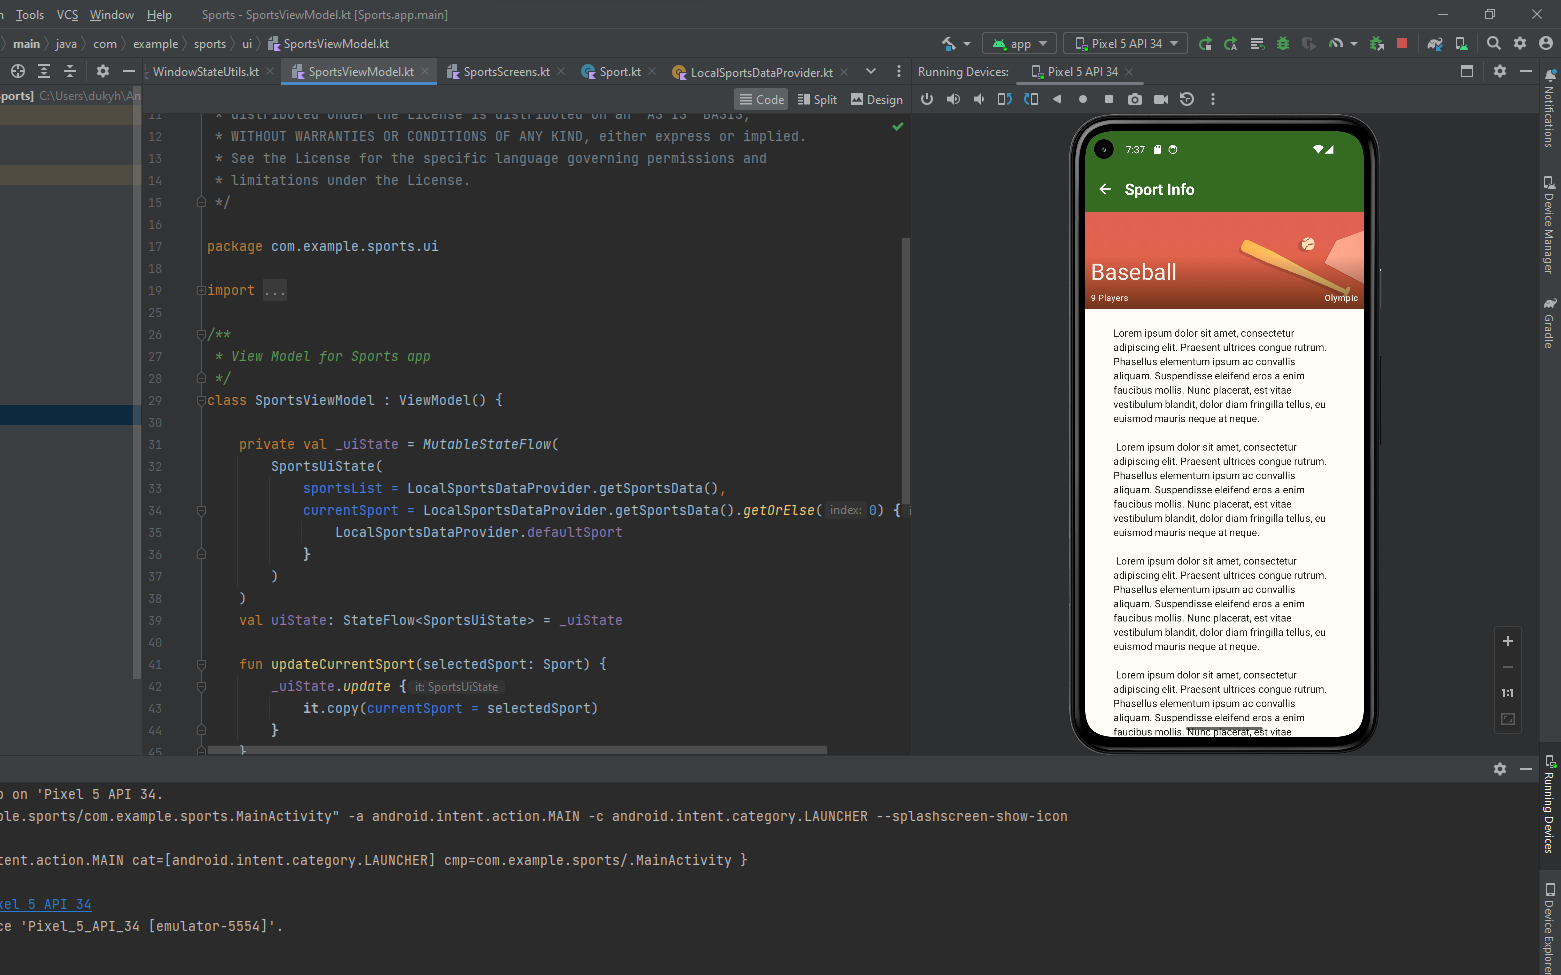 Tools VCS Window Help Sports - SportsViewModel.kt [Sports.app.main]
main java com example sports ui SportsViewModel.kt app Pixel 5 API 34
WindowStateUtils.kt SportsViewModel.kt SportsScreens.kt Sport.kt LocalSportsDataProvider.kt Running Devices: Pixel 5 API 34
ports] C:\Users\dukyh\An
Code Split Design
11 * distributed under the License is distributed on an "AS IS" BASIS,
12 * WITHOUT WARRANTIES OR CONDITIONS OF ANY KIND, either express or implied.
13 * See the License for the specific language governing permissions and
14 * limitations under the License.
15 */
16
17 package com.example.sports.ui
18
19 import ...
25
26 /**
27 * View Model for Sports app
28 */
29 class SportsViewModel : ViewModel() {
30
31 private val _uiState = MutableStateFlow(
32 SportsUiState(
33 sportsList = LocalSportsDataProvider.getSportsData(),
34 currentSport = LocalSportsDataProvider.getSportsData().getOrElse( index: 0) {
35 LocalSportsDataProvider.defaultSport
36 }
37 )
38 )
39 val uiState: StateFlow<SportsUiState> = _uiState
40
41 fun updateCurrentSport(selectedSport: Sport) {
42 _uiState.update { it: SportsUiState
43 it.copy(currentSport = selectedSport)
44 }
45 }
7:37
Sport Info
Baseball
9 Players Olympic
Lorem ipsum dolor sit amet, consectetur
adipiscing elit. Praesent ultrices congue rutrum.
Phasellus elementum ipsum ac convallis
aliquam. Suspendisse eleifend eros a enim
faucibus mollis. Nunc placerat, est vitae
vestibulum blandit, dolor diam fringilla tellus, eu
euismod mauris neque at neque.
Lorem ipsum dolor sit amet, consectetur
adipiscing elit. Praesent ultrices congue rutrum.
Phasellus elementum ipsum ac convallis
aliquam. Suspendisse eleifend eros a enim
faucibus mollis. Nunc placerat, est vitae
vestibulum blandit, dolor diam fringilla tellus, eu
euismod mauris neque at neque.
Lorem ipsum dolor sit amet, consectetur
adipiscing elit. Praesent ultrices congue rutrum.
Phasellus elementum ipsum ac convallis
aliquam. Suspendisse eleifend eros a enim
faucibus mollis. Nunc placerat, est vitae
vestibulum blandit, dolor diam fringilla tellus, eu
euismod mauris neque at neque.
Lorem ipsum dolor sit amet, consectetur
adipiscing elit. Praesent ultrices congue rutrum.
Phasellus elementum ipsum ac convallis
aliquam. Suspendisse eleifend eros a enim
faucibus mollis. Nunc placerat, est vitae
1:1
Notifications
Device Manager
Gradle
Running Devices
Device Explorer
p on 'Pixel 5 API 34.
ple.sports/com.example.sports.MainActivity" -a android.intent.action.MAIN -c android.intent.category.LAUNCHER --splashscreen-show-icon
tent.action.MAIN cat=[android.intent.category.LAUNCHER] cmp=com.example.sports/.MainActivity }
xel 5 API 34
ce 'Pixel_5_API_34 [emulator-5554]'.